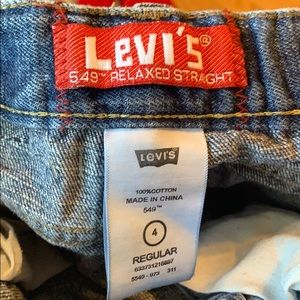 Levi's®
549™ RELAXED STRAIGHT
Levi's
100% COTTON
MADE IN CHINA
549™
4
REGULAR
5549-973 311